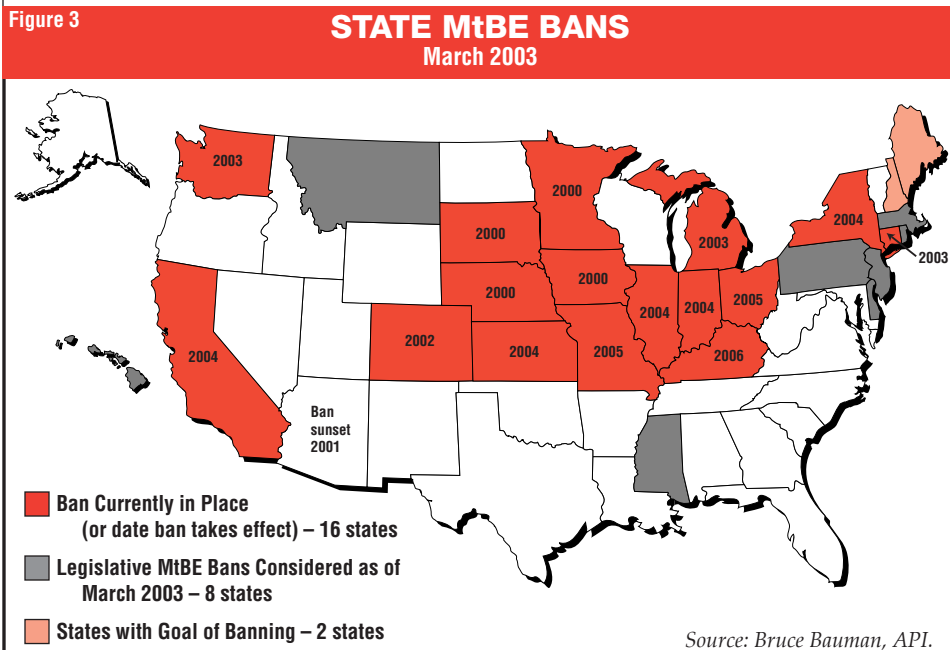 Figure 3
STATE MtBE BANS
March 2003
2003
2000
2004
2000
2003
2003
2000
2000
2004
2004
2005
2002
2004
2005
2006
2004
Ban
sunset
2001
Ban Currently in Place
(or date ban takes effect) – 16 states
Legislative MtBE Bans Considered as of
March 2003 – 8 states
States with Goal of Banning – 2 states
Source: Bruce Bauman, API.